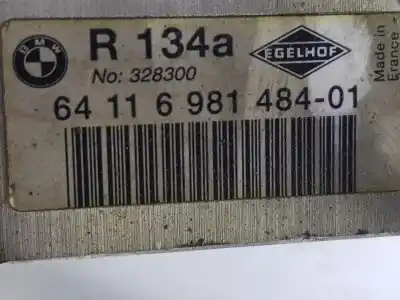 BMW
R 134a
EGELHOF
No: 328300
Made in
France
64 11 6 981 484-01